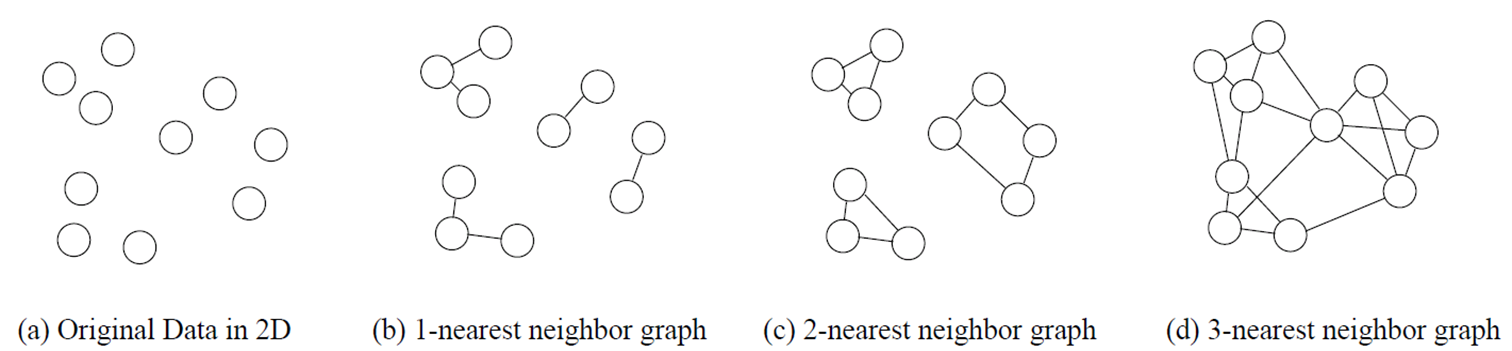 (a) Original Data in 2D
(b) 1-nearest neighbor graph
(c) 2-nearest neighbor graph
(d) 3-nearest neighbor graph